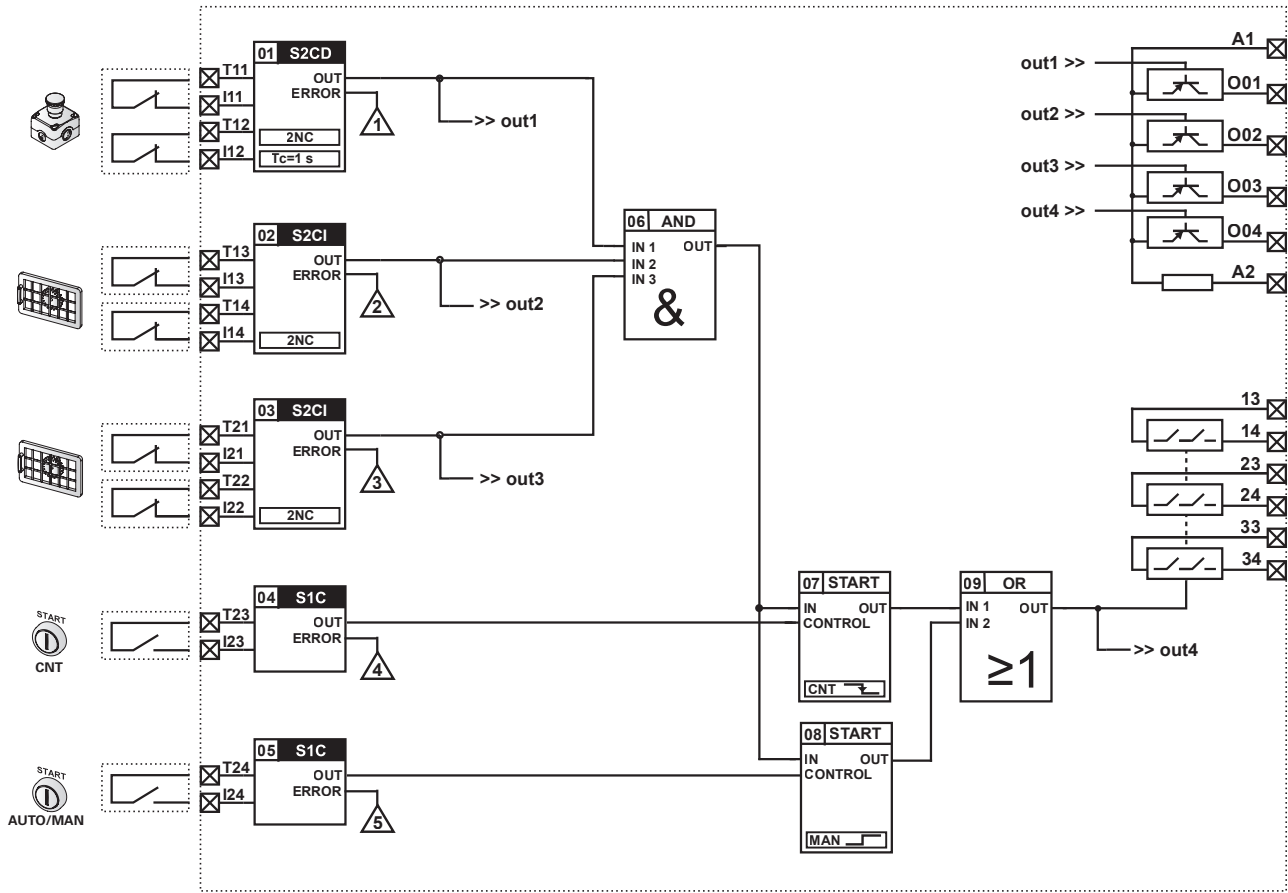 01 S2CD
T11
I11
T12
I12
OUT
ERROR
2NC
Tc=1 s
1
>> out1
02 S2CI
T13
I13
T14
I14
OUT
ERROR
2NC
2
>> out2
03 S2CI
T21
I21
T22
I22
OUT
ERROR
2NC
3
>> out3
START
CNT
04 S1C
T23
I23
OUT
ERROR
4
START
AUTO/MAN
05 S1C
T24
I24
OUT
ERROR
5
06 AND
IN 1 OUT
IN 2
IN 3
&
07 START
IN OUT
CONTROL
CNT
08 START
IN OUT
CONTROL
MAN
09 OR
IN 1 OUT
IN 2
≥1
>> out4
A1
out1 >>
O01
out2 >>
O02
out3 >>
O03
out4 >>
O04
A2
13
14
23
24
33
34